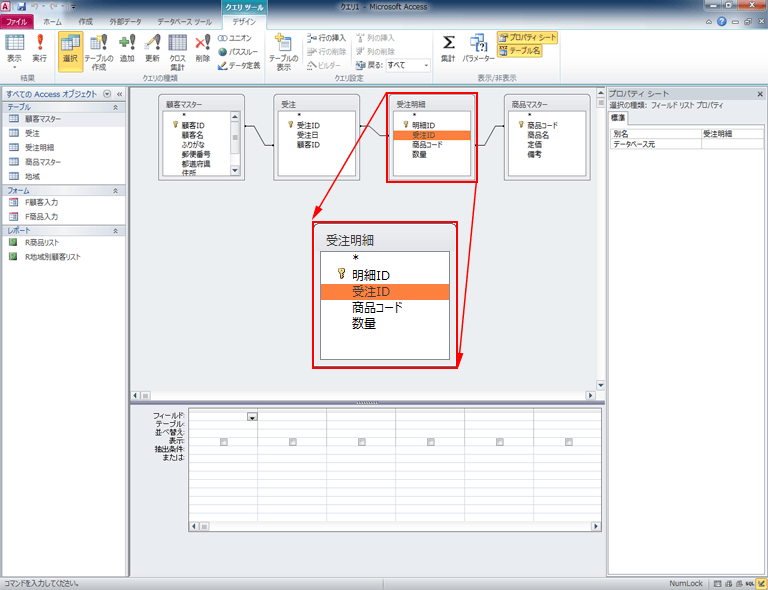 クエリ1 - Microsoft Access
クエリ ツール
ファイル ホーム 作成 外部データ データベース ツール デザイン
表示
実行
選択
テーブルの作成
追加
更新
クロス集計
削除
ユニオン
パススルー
データ定義
テーブルの表示
行の挿入
行の削除
ビルダー
列の挿入
列の削除
戻る: すべて
Σ
集計
パラメーター
プロパティ シート
テーブル名
結果 クエリの種類 クエリ設定 表示/非表示
すべての Access オブジェクト
テーブル
顧客マスター
受注
受注明細
商品マスター
地域
フォーム
F顧客入力
F商品入力
レポート
R商品リスト
R地域別顧客リスト
顧客マスター
*
顧客ID
顧客名
ふりがな
郵便番号
都道府県
住所
受注
*
受注ID
受注日
顧客ID
受注明細
*
明細ID
受注ID
商品コード
数量
商品マスター
*
商品コード
商品名
定価
備考
受注明細
*
明細ID
受注ID
商品コード
数量
フィールド:
テーブル:
並べ替え:
表示:
抽出条件:
または:
プロパティ シート
選択の種類: フィールド リスト プロパティ
標準
別名 受注明細
データベース元
コマンドを入力してください。
NumLock
SQL